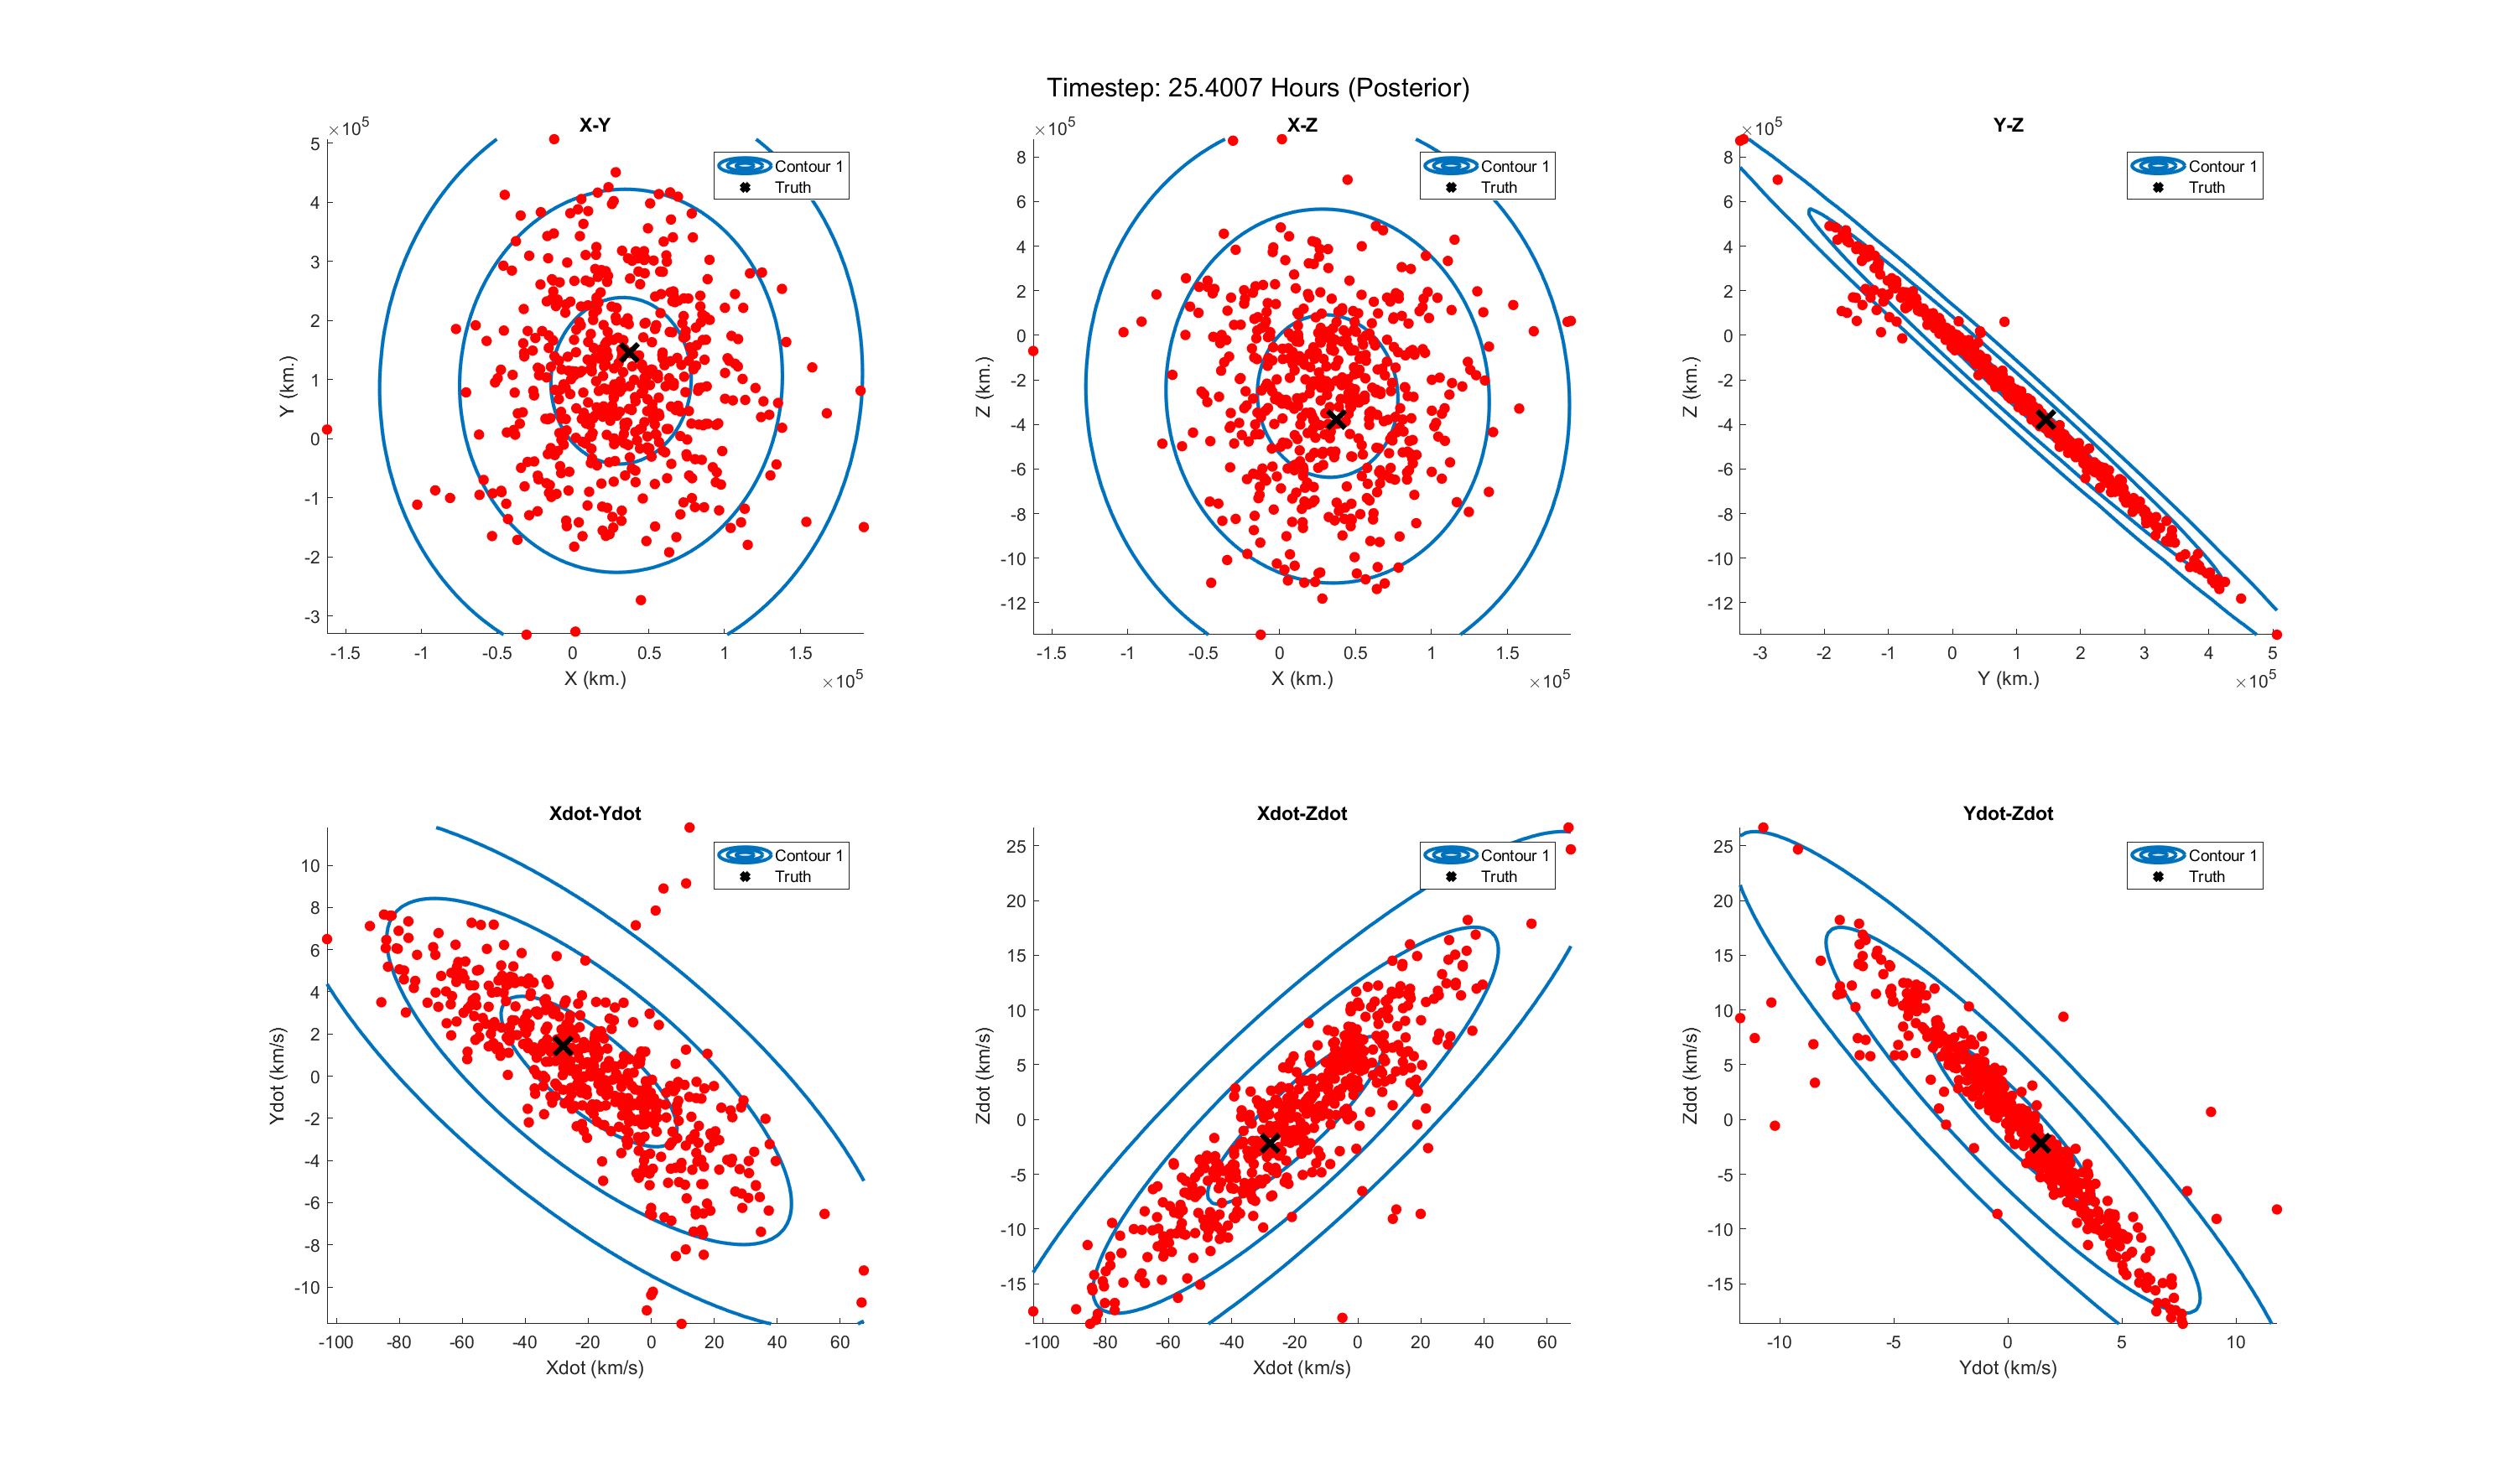 Timestep: 25.4007 Hours (Posterior)
X-Y
×10^5
5
4
3
2
1
0
-1
-2
-3
Y (km.)
-1.5 -1 -0.5 0 0.5 1 1.5
X (km.)
×10^5
Contour 1
Truth
X-Z
×10^5
8
6
4
2
0
-2
-4
-6
-8
-10
-12
Z (km.)
-1.5 -1 -0.5 0 0.5 1 1.5
X (km.)
×10^5
Contour 1
Truth
Y-Z
×10^5
8
6
4
2
0
-2
-4
-6
-8
-10
-12
Z (km.)
-3 -2 -1 0 1 2 3 4 5
Y (km.)
×10^5
Contour 1
Truth
Xdot-Ydot
10
8
6
4
2
0
-2
-4
-6
-8
-10
Ydot (km/s)
-100 -80 -60 -40 -20 0 20 40 60
Xdot (km/s)
Contour 1
Truth
Xdot-Zdot
25
20
15
10
5
0
-5
-10
-15
Zdot (km/s)
-100 -80 -60 -40 -20 0 20 40 60
Xdot (km/s)
Contour 1
Truth
Ydot-Zdot
25
20
15
10
5
0
-5
-10
-15
Zdot (km/s)
-10 -5 0 5 10
Ydot (km/s)
Contour 1
Truth